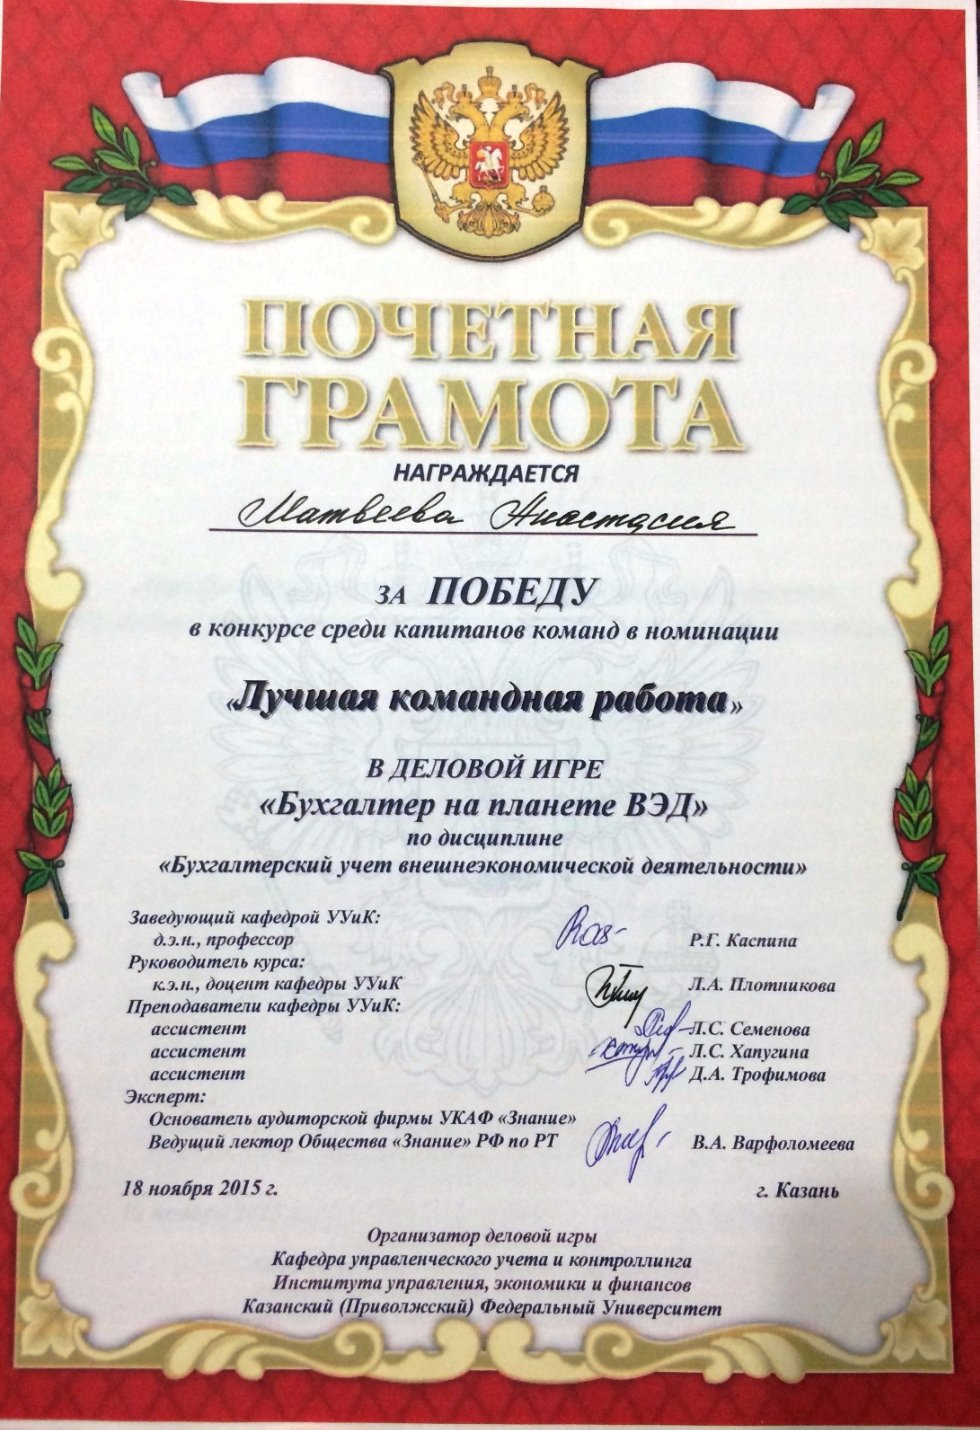 ПОЧЕТНАЯ
ГРАМОТА
НАГРАЖДАЕТСЯ
Матвеева Анастасия
ЗА ПОБЕДУ
в конкурсе среди капитанов команд в номинации
«Лучшая командная работа»
В ДЕЛОВОЙ ИГРЕ
«Бухгалтер на планете ВЭД»
по дисциплине
«Бухгалтерский учет внешнеэкономической деятельности»
Заведующий кафедрой УУиК:
д.э.н., профессор Р.Г. Каспина
Руководитель курса:
к.э.н., доцент кафедры УУиК Л.А. Плотникова
Преподаватели кафедры УУиК:
ассистент Л.С. Семенова
ассистент Л.С. Хапугина
ассистент Д.А. Трофимова
Эксперт:
Основатель аудиторской фирмы УКАФ «Знание»
Ведущий лектор Общества «Знание» РФ по РТ В.А. Варфоломеева
18 ноября 2015 г. г. Казань
Организатор деловой игры
Кафедра управленческого учета и контроллинга
Института управления, экономики и финансов
Казанский (Приволжский) Федеральный Университет